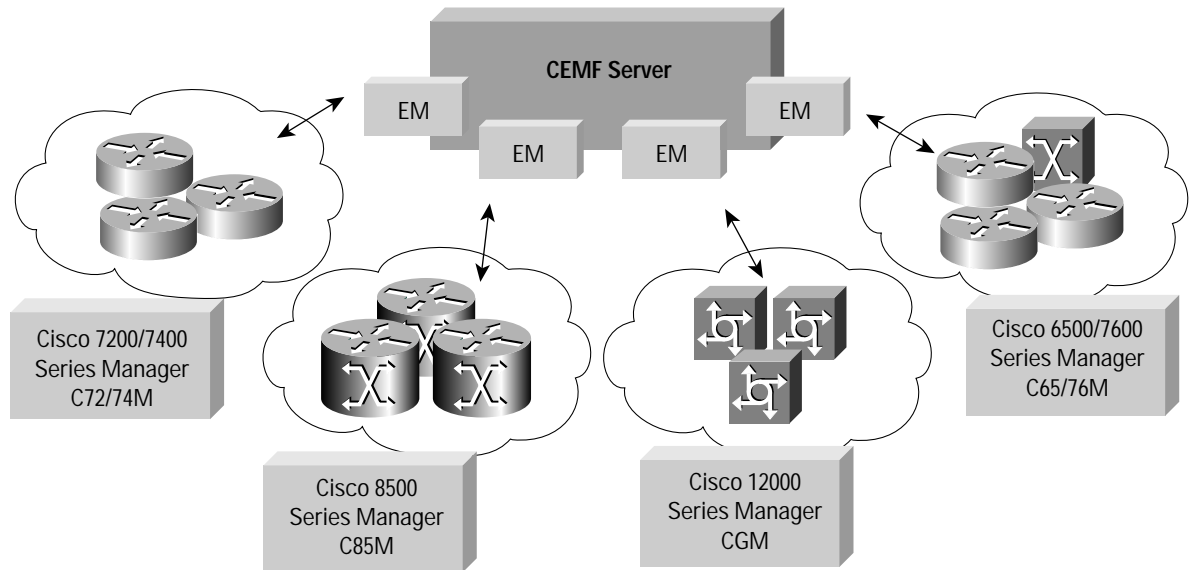 CEMF Server
EM
EM
EM
EM
Cisco 7200/7400
Series Manager
C72/74M
Cisco 8500
Series Manager
C85M
Cisco 12000
Series Manager
CGM
Cisco 6500/7600
Series Manager
C65/76M